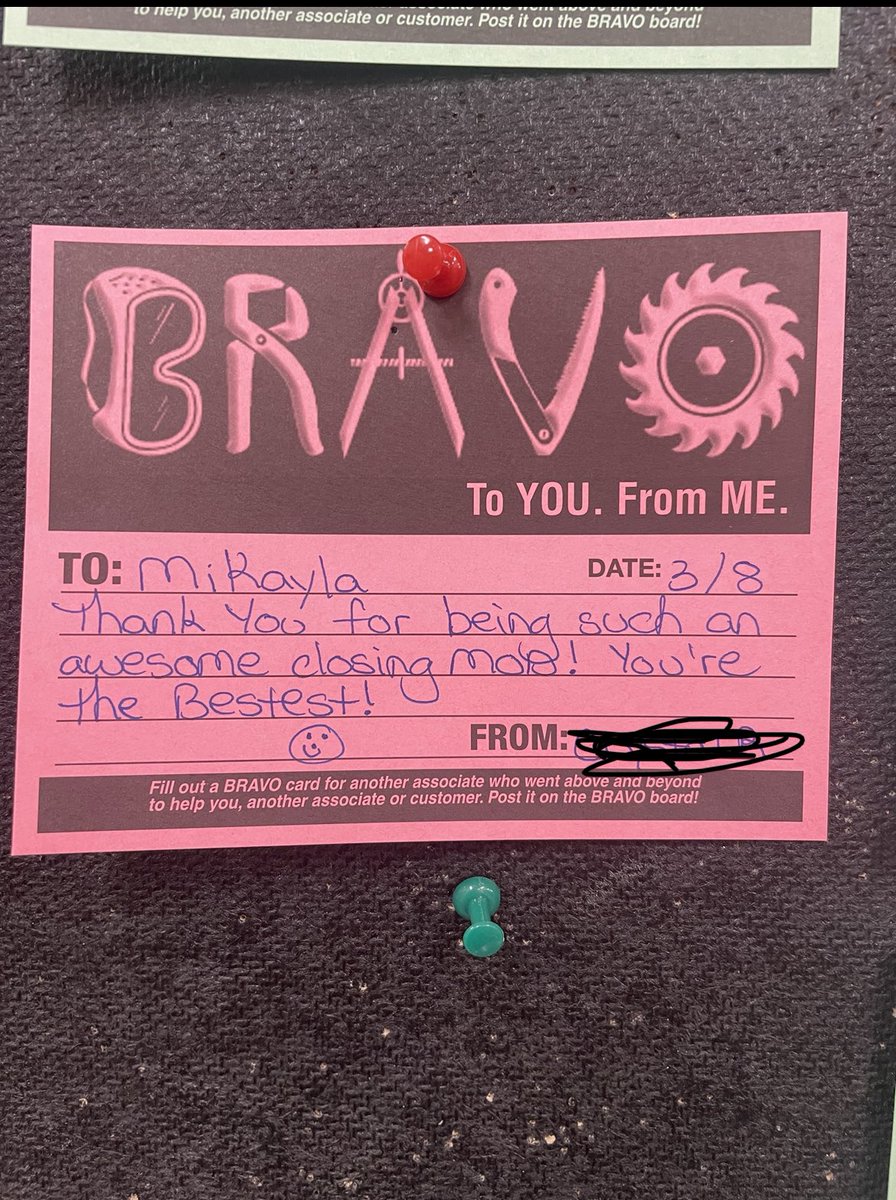 to help you, another associate or customer. Post it on the BRAVO board!
BRAVO
To YOU. From ME.
TO: Mikayla DATE: 3/8
Thank You for being such an
awesome closing MOD! You're
the Bestest!
FROM:
Fill out a BRAVO card for another associate who went above and beyond
to help you, another associate or customer. Post it on the BRAVO board!